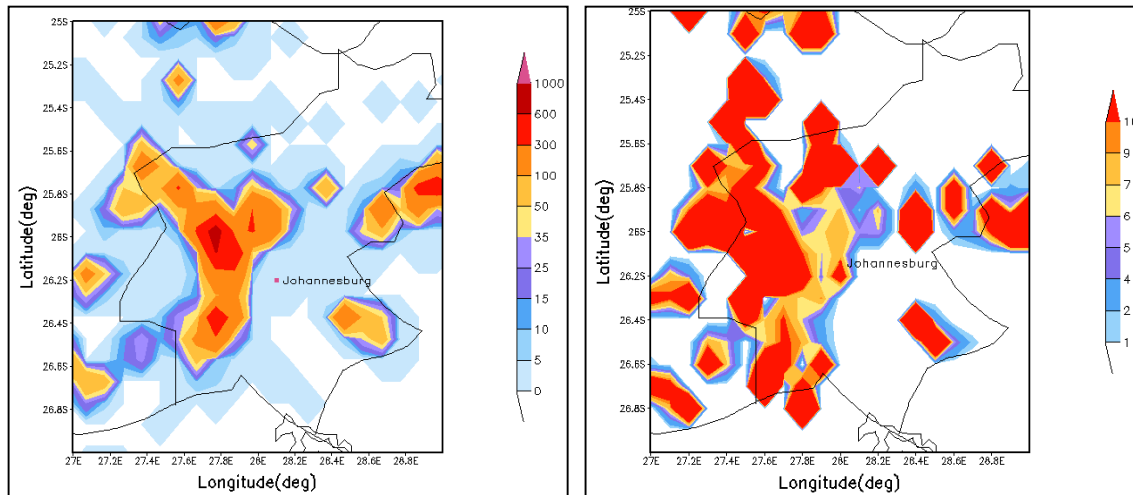 25S
25.2S
25.4S
25.6S
25.8S
26S
26.2S
26.4S
26.6S
26.8S
Latitude(deg)
27E 27.2E 27.4E 27.6E 27.8E 28E 28.2E 28.4E 28.6E 28.8E
Longitude(deg)
Johannesburg
1000
600
300
100
50
35
25
15
10
5
0
25S
25.2S
25.4S
25.6S
25.8S
26S
26.2S
26.4S
26.6S
26.8S
Latitude(deg)
27E 27.2E 27.4E 27.6E 27.8E 28E 28.2E 28.4E 28.6E 28.8E
Longitude(deg)
Johannesburg
10
9
7
6
5
4
2
1